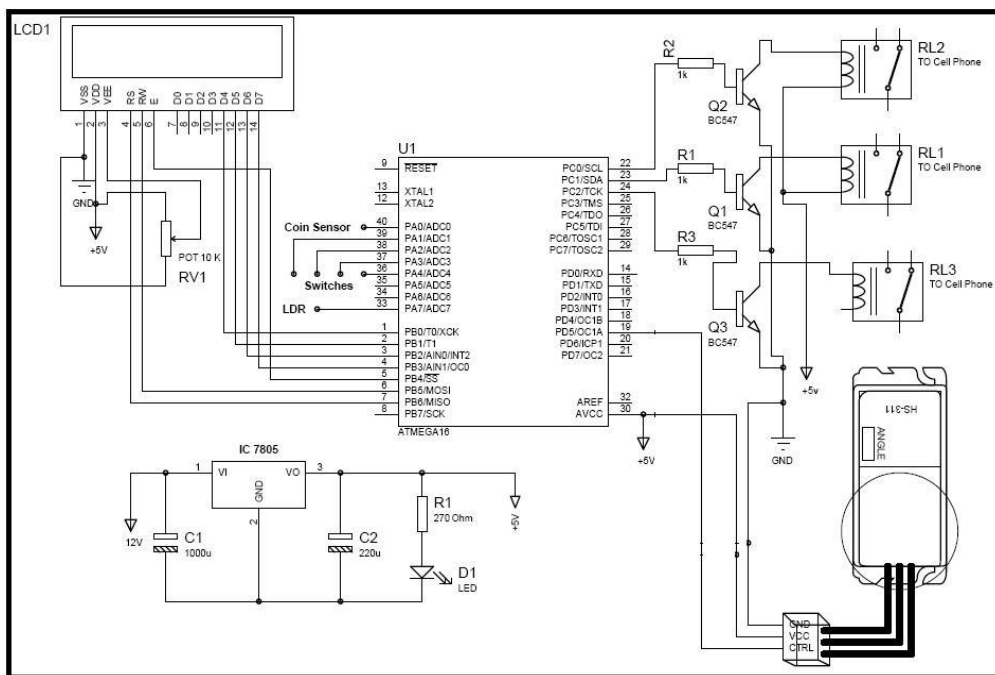 LCD1
VSS
VDD
VEE
RS
RW
E
D0
D1
D2
D3
D4
D5
D6
D7
1
2
3
4
5
6
7
8
9
10
11
12
13
14
GND
+5V
POT 10 K
RV1
U1
9 RESET
13 XTAL1
12 XTAL2
Coin Sensor 40 PA0/ADC0
39 PA1/ADC1
38 PA2/ADC2
37 PA3/ADC3
36 PA4/ADC4
Switches 35 PA5/ADC5
34 PA6/ADC6
LDR 33 PA7/ADC7
1 PB0/T0/XCK
2 PB1/T1
3 PB2/AIN0/INT2
4 PB3/AIN1/OC0
5 PB4/SS
6 PB5/MOSI
7 PB6/MISO
8 PB7/SCK
PC0/SCL 22
PC1/SDA 23
PC2/TCK 24
PC3/TMS 25
PC4/TDO 26
PC5/TDI 27
PC6/TOSC1 28
PC7/TOSC2 29
PD0/RXD 14
PD1/TXD 15
PD2/INT0 16
PD3/INT1 17
PD4/OC1B 18
PD5/OC1A 19
PD6/ICP1 20
PD7/OC2 21
AREF 32
AVCC 30
ATMEGA16
+5V
R2
1k
Q2
BC547
RL2
TO Cell Phone
R1
1k
Q1
BC547
RL1
TO Cell Phone
R3
1k
Q3
BC547
RL3
TO Cell Phone
+5v
GND
HS-311
ANGLE
GND
VCC
CTRL
IC 7805
1 VI
VO 3
GND
2
12V
C1
1000u
C2
220u
R1
270 Ohm
D1
LED
+5V